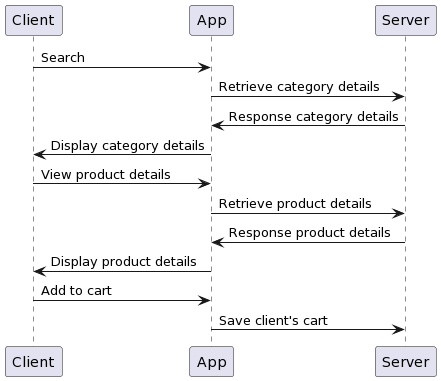 Client App Server
Search
Retrieve category details
Response category details
Display category details
View product details
Retrieve product details
Response product details
Display product details
Add to cart
Save client's cart
Client App Server